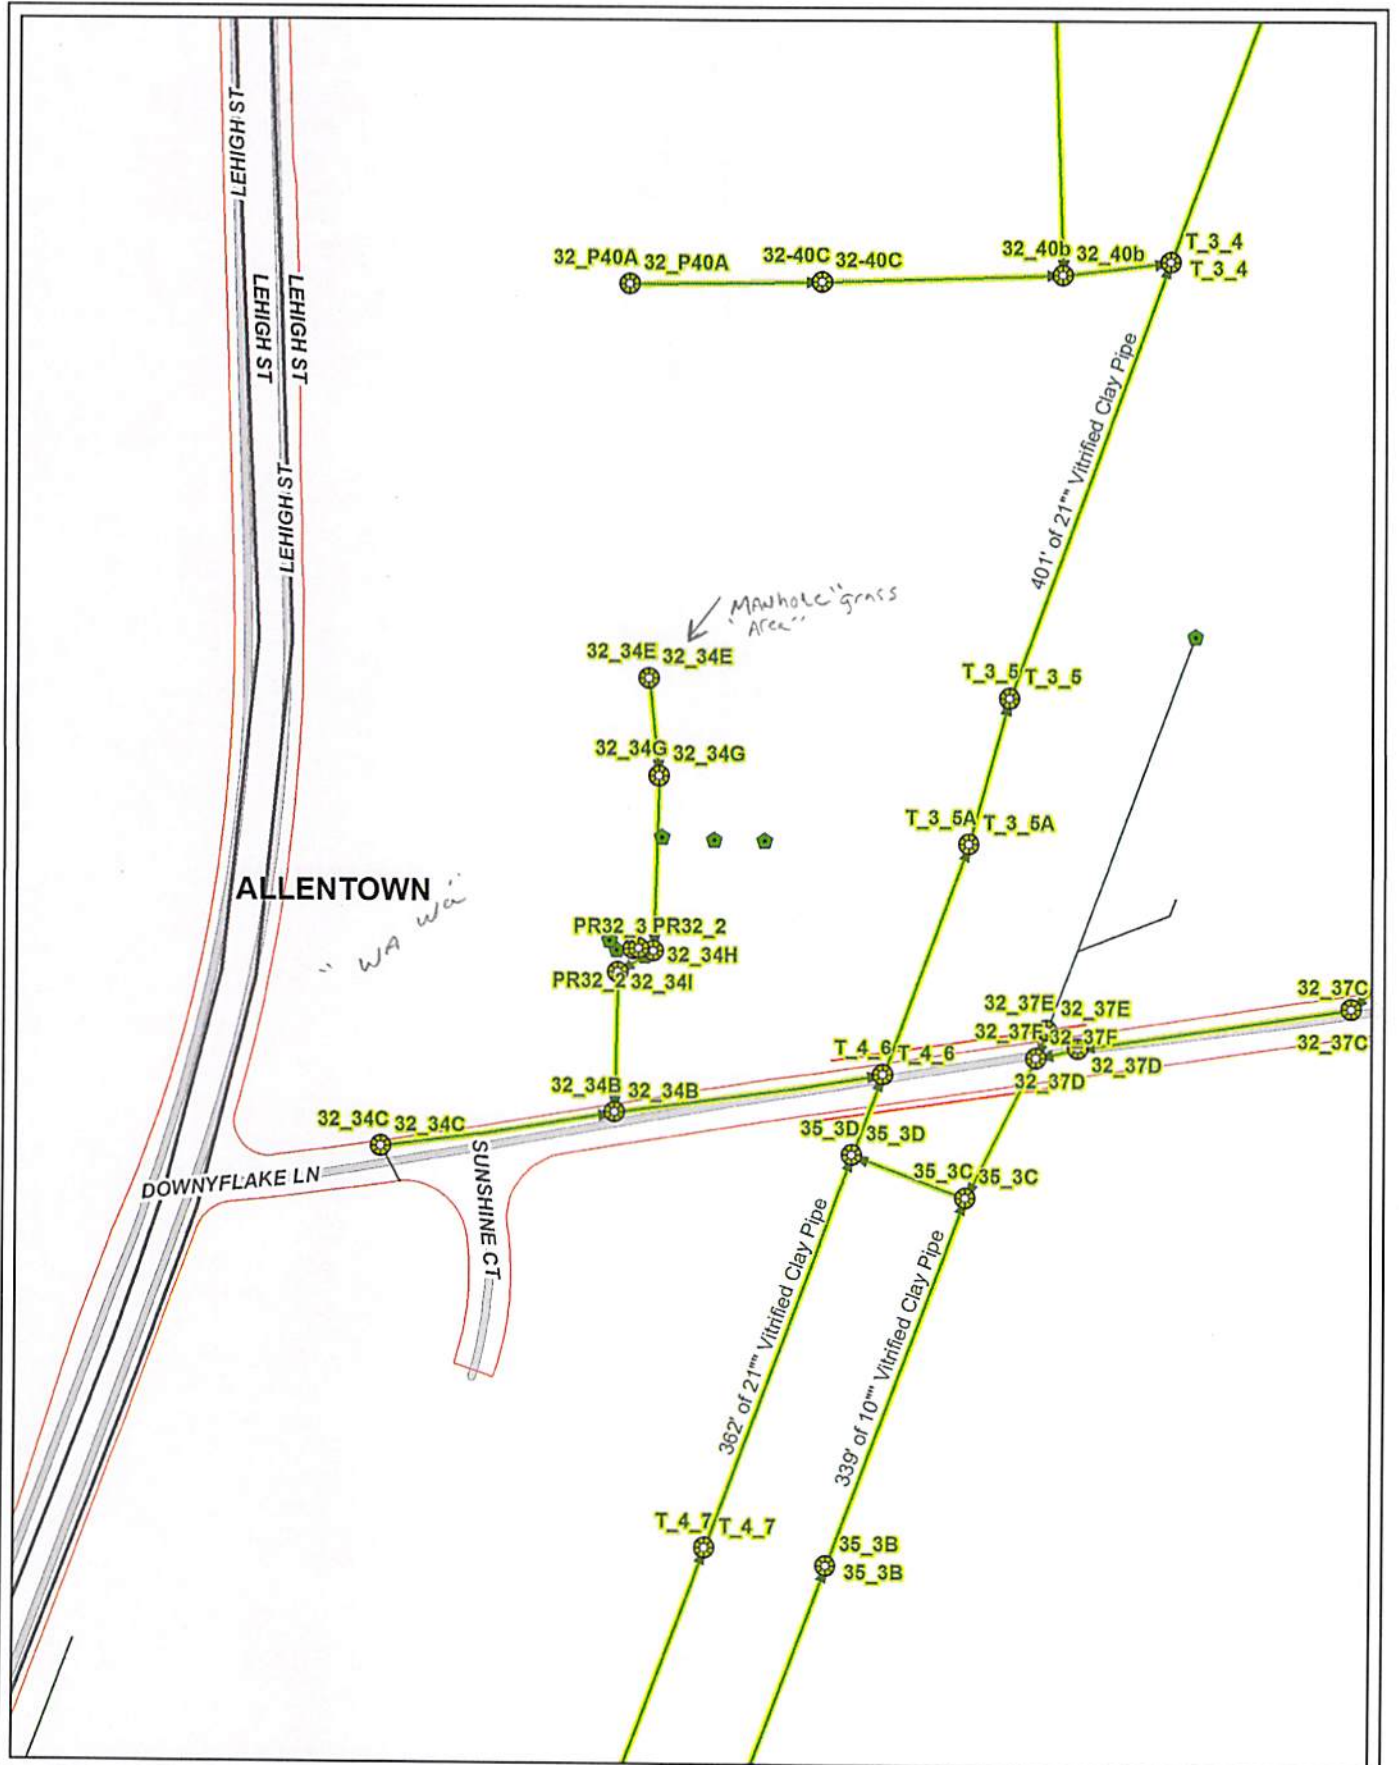 LEHIGH ST
LEHIGH ST
LEHIGH ST
LEHIGH ST
32_P40A 32_P40A
32-40C 32-40C
32_40b 32_40b
T_3_4
T_3_4
401' of 21"" Vitrified Clay Pipe
MANhole "grass
"Area"
32_34E 32_34E
T_3_5 T_3_5
32_34G 32_34G
T_3_5A T_3_5A
ALLENTOWN
"WA Wa"
PR32_3 PR32_2
32_34H
PR32_2 32_34I
32_37C
32_37E 32_37E
32_37F 32_37F
32_37C
T_4_6 T_4_6
32_37D
32_37D
32_34B 32_34B
32_34C 32_34C
35_3D 35_3D
35_3C 35_3C
DOWNYFLAKE LN
SUNSHINE CT
362' of 21"" Vitrified Clay Pipe
339' of 10"" Vitrified Clay Pipe
T_4_7 T_4_7
35_3B
35_3B